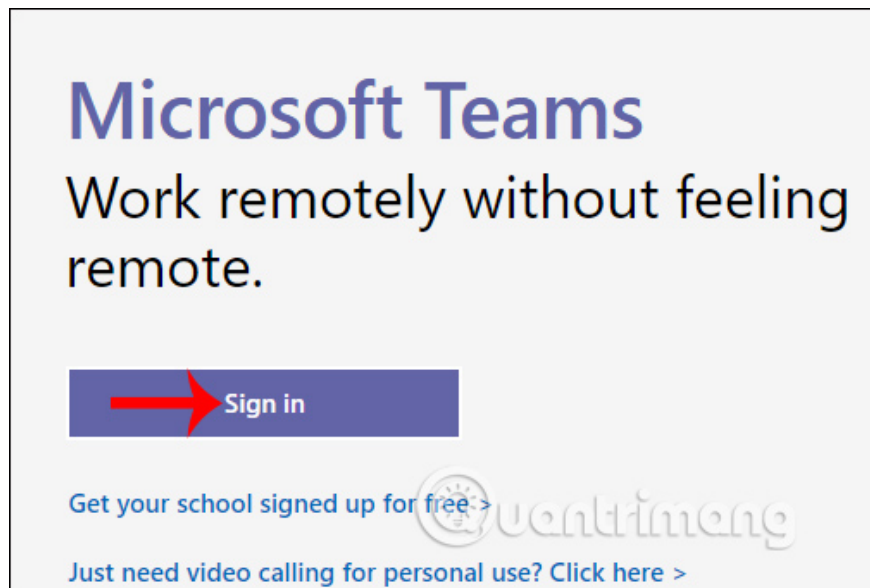 Microsoft Teams
Work remotely without feeling
remote.
Sign in
Get your school signed up for free >
Quantrimang
Just need video calling for personal use? Click here >